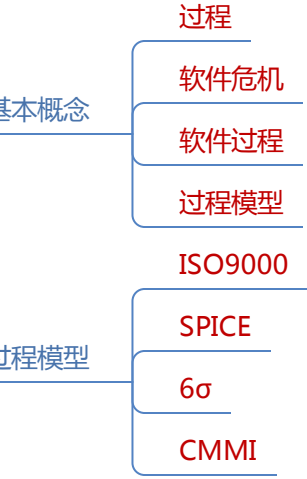 过程
软件危机
基本概念
软件过程
过程模型
ISO9000
SPICE
过程模型
6σ
CMMI